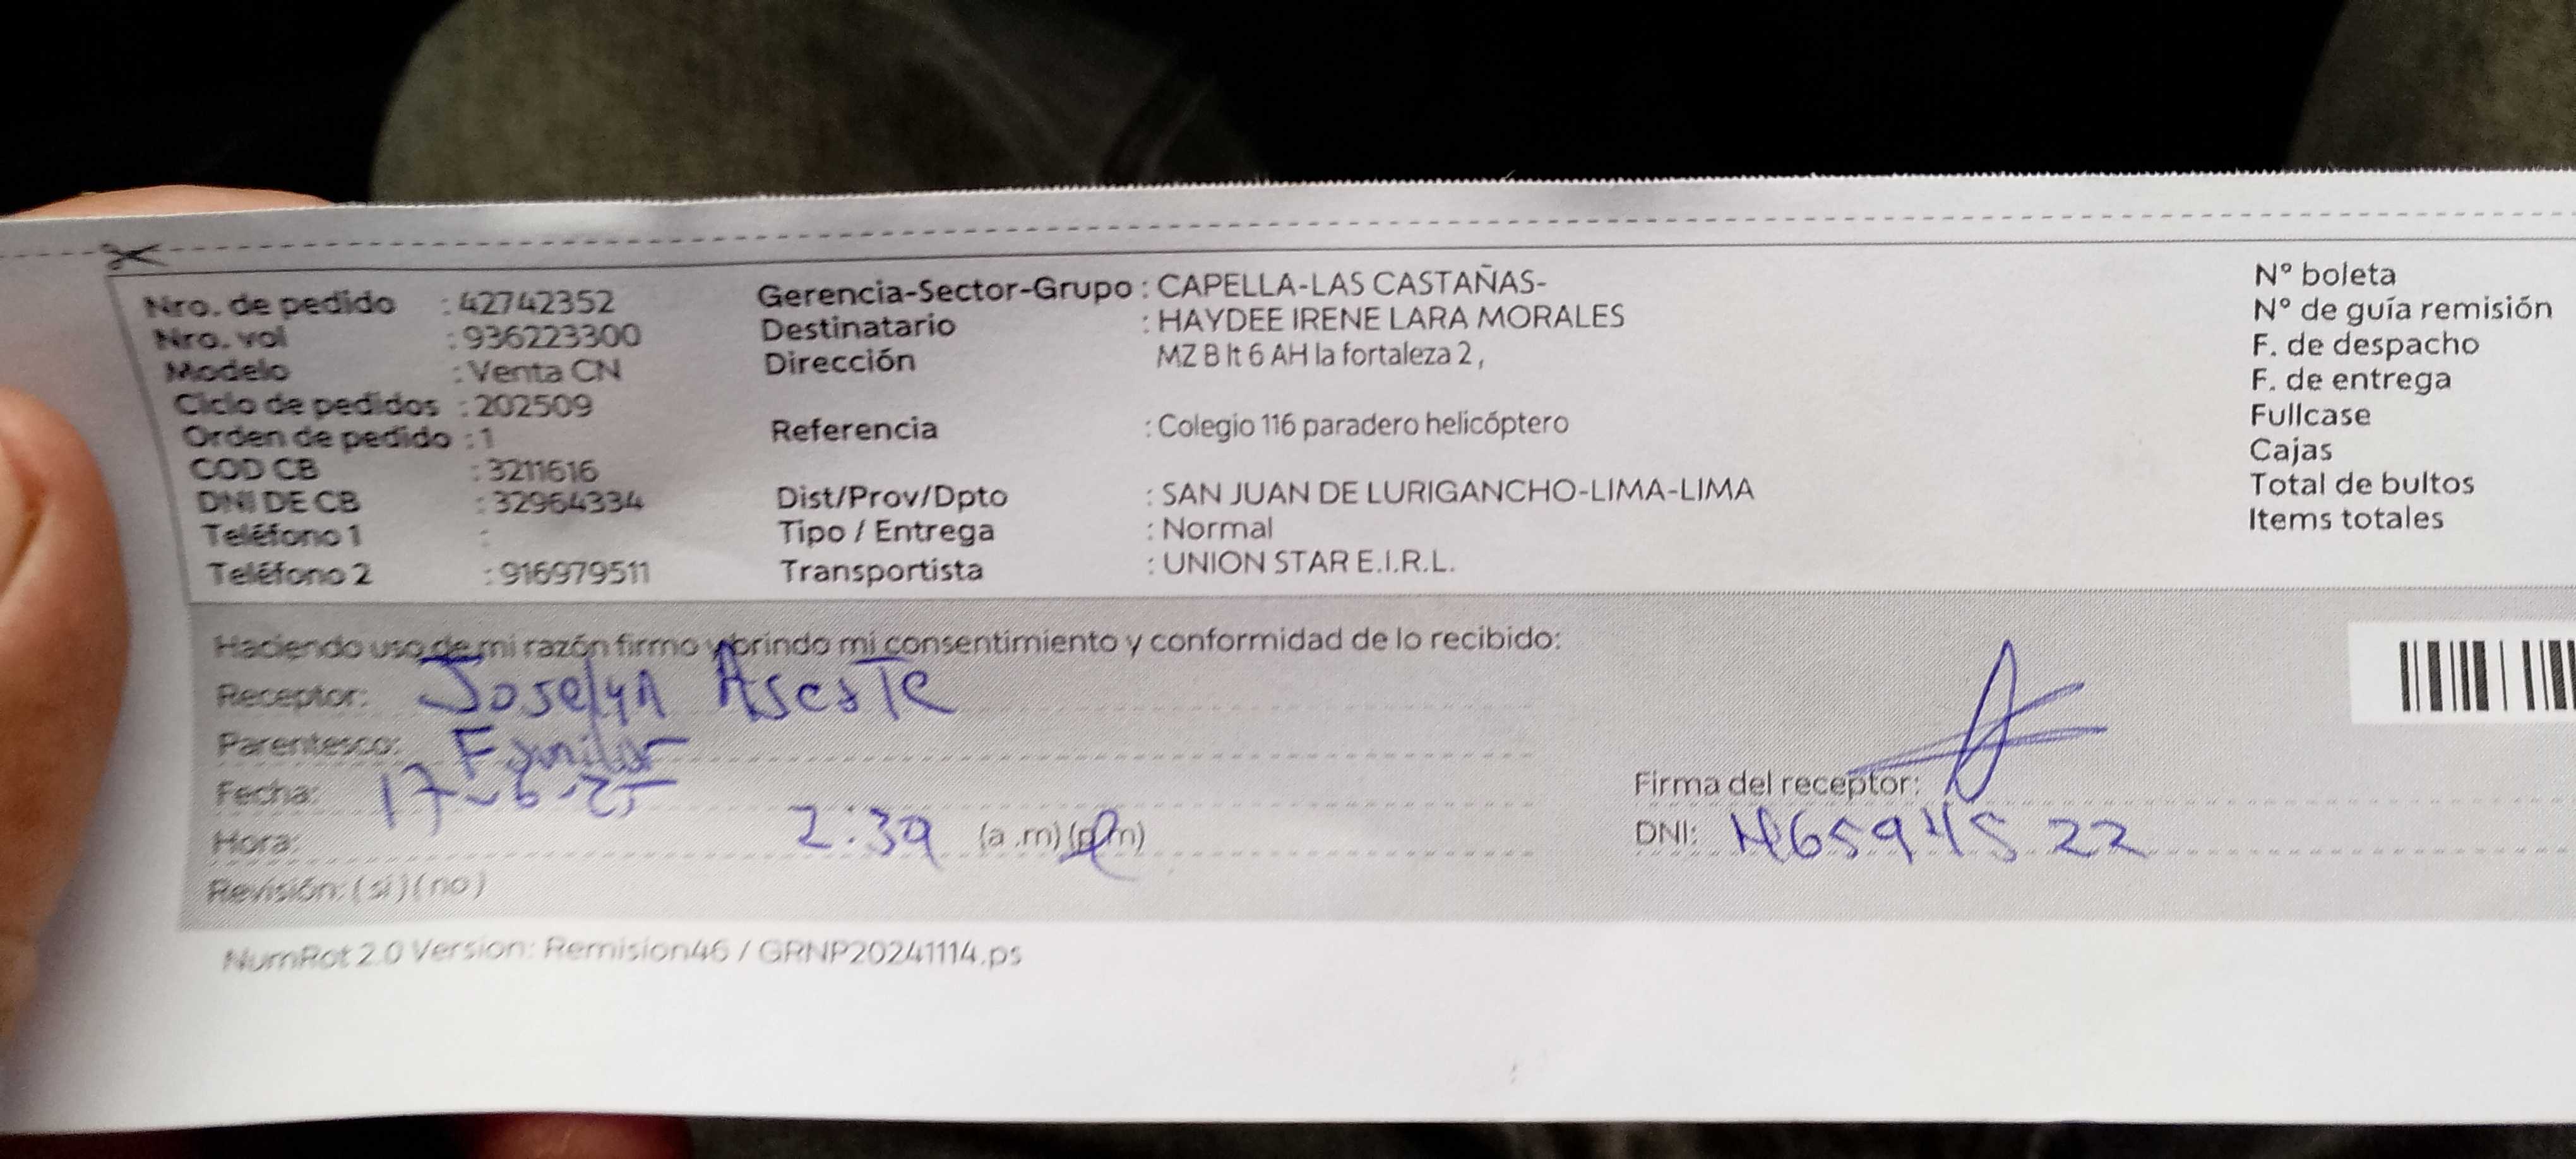 Nro. de pedido : 42742352
Nro. vol : 936223300
Modelo : Venta CN
Ciclo de pedidos : 202509
Orden de pedido : 1
COD CB : 3211616
DNI DE CB : 32964334
Teléfono 1 :
Teléfono 2 : 916979511
Gerencia-Sector-Grupo : CAPELLA-LAS CASTAÑAS-
Destinatario : HAYDEE IRENE LARA MORALES
Dirección MZ B lt 6 AH la fortaleza 2 ,
Referencia : Colegio 116 paradero helicóptero
Dist/Prov/Dpto : SAN JUAN DE LURIGANCHO-LIMA-LIMA
Tipo / Entrega : Normal
Transportista : UNION STAR E.I.R.L.
N° boleta
N° de guía remisión
F. de despacho
F. de entrega
Fullcase
Cajas
Total de bultos
Items totales
Haciendo uso de mi razón firmo y brindo mi consentimiento y conformidad de lo recibido:
Receptor: Joselyn
Parentesco: Familiar
Fecha: 17-6-25
Hora: 2:39 (a .m) (p.m)
Revisión: ( si ) ( no )
Firma del receptor:
DNI:
NumRot 2.0 Version: Remision46 / GRNP20241114.ps